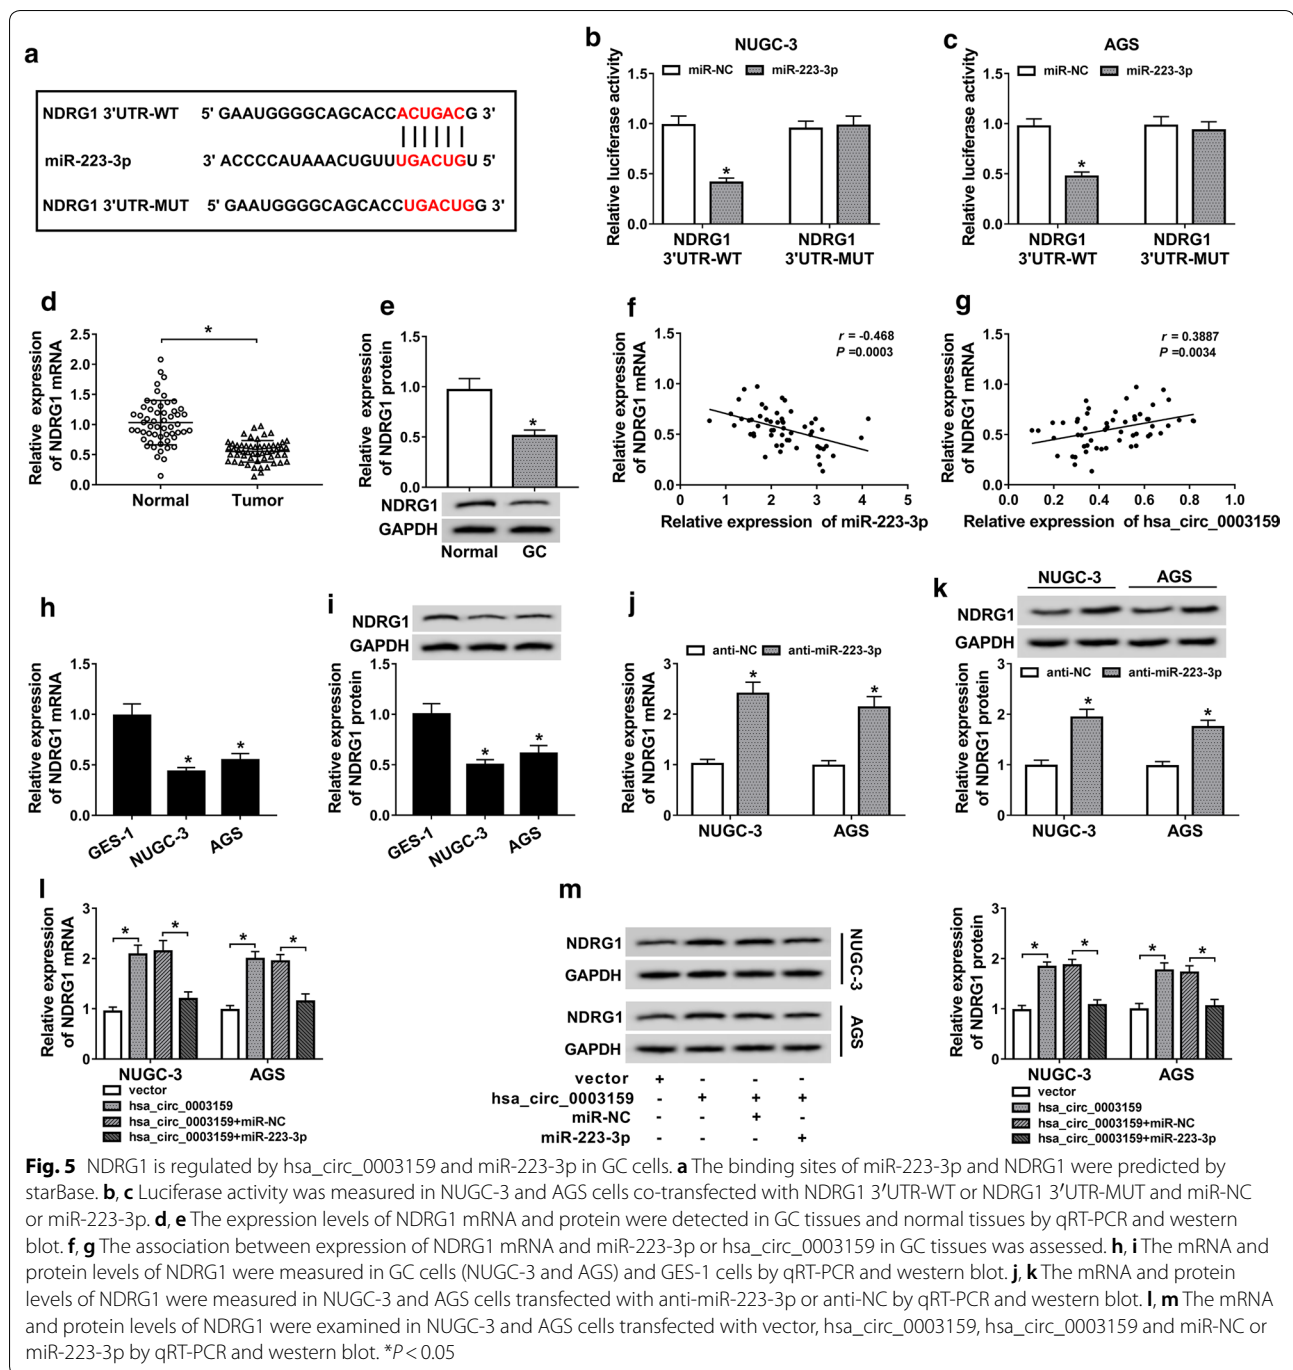 a
NDRG1 3'UTR-WT 5' GAAUGGGGCAGCACCACUGACG 3'
miR-223-3p 3' ACCCCAUAAACUGUUUGACUGU 5'
NDRG1 3'UTR-MUT 5' GAAUGGGGCAGCACCUGACUGG 3'
b
NUGC-3
miR-NC miR-223-3p
Relative luciferase activity
1.5
1.0
0.5
0.0
*
NDRG1 3'UTR-WT
NDRG1 3'UTR-MUT
c
AGS
miR-NC miR-223-3p
Relative luciferase activity
1.5
1.0
0.5
0.0
*
NDRG1 3'UTR-WT
NDRG1 3'UTR-MUT
d
Relative expression
of NDRG1 mRNA
2.5
2.0
1.5
1.0
0.5
0.0
*
Normal Tumor
e
Relative expression
of NDRG1 protein
1.5
1.0
0.5
0.0
*
NDRG1
GAPDH
Normal GC
f
Relative expression
of NDRG1 mRNA
1.5
1.0
0.5
0.0
r = -0.468
P =0.0003
0 1 2 3 4 5
Relative expression of miR-223-3p
g
Relative expression
of NDRG1 mRNA
1.5
1.0
0.5
0.0
r = 0.3887
P =0.0034
0.0 0.2 0.4 0.6 0.8 1.0
Relative expression of hsa_circ_0003159
h
Relative expression
of NDRG1 mRNA
1.5
1.0
0.5
0.0
* *
GES-1 NUGC-3 AGS
i
NDRG1
GAPDH
Relative expression
of NDRG1 protein
1.5
1.0
0.5
0.0
* *
GES-1 NUGC-3 AGS
j
anti-NC anti-miR-223-3p
Relative expression
of NDRG1 mRNA
3
2
1
0
* *
NUGC-3 AGS
k
NUGC-3 AGS
NDRG1
GAPDH
anti-NC anti-miR-223-3p
Relative expression
of NDRG1 protein
3
2
1
0
* *
NUGC-3 AGS
l
Relative expression
of NDRG1 mRNA
3
2
1
0
* * * *
NUGC-3 AGS
vector
hsa_circ_0003159
hsa_circ_0003159+miR-NC
hsa_circ_0003159+miR-223-3p
m
NDRG1
GAPDH
NUGC-3
NDRG1
GAPDH
AGS
vector + - - -
hsa_circ_0003159 - + + +
miR-NC - - + -
miR-223-3p - - - +
Relative expression
of NDRG1 protein
3
2
1
0
* * * *
NUGC-3 AGS
vector
hsa_circ_0003159
hsa_circ_0003159+miR-NC
hsa_circ_0003159+miR-223-3p
Fig. 5 NDRG1 is regulated by hsa_circ_0003159 and miR-223-3p in GC cells. a The binding sites of miR-223-3p and NDRG1 were predicted by
starBase. b, c Luciferase activity was measured in NUGC-3 and AGS cells co-transfected with NDRG1 3′UTR-WT or NDRG1 3′UTR-MUT and miR-NC
or miR-223-3p. d, e The expression levels of NDRG1 mRNA and protein were detected in GC tissues and normal tissues by qRT-PCR and western
blot. f, g The association between expression of NDRG1 mRNA and miR-223-3p or hsa_circ_0003159 in GC tissues was assessed. h, i The mRNA and
protein levels of NDRG1 were measured in GC cells (NUGC-3 and AGS) and GES-1 cells by qRT-PCR and western blot. j, k The mRNA and protein
levels of NDRG1 were measured in NUGC-3 and AGS cells transfected with anti-miR-223-3p or anti-NC by qRT-PCR and western blot. l, m The mRNA
and protein levels of NDRG1 were examined in NUGC-3 and AGS cells transfected with vector, hsa_circ_0003159, hsa_circ_0003159 and miR-NC or
miR-223-3p by qRT-PCR and western blot. *P < 0.05